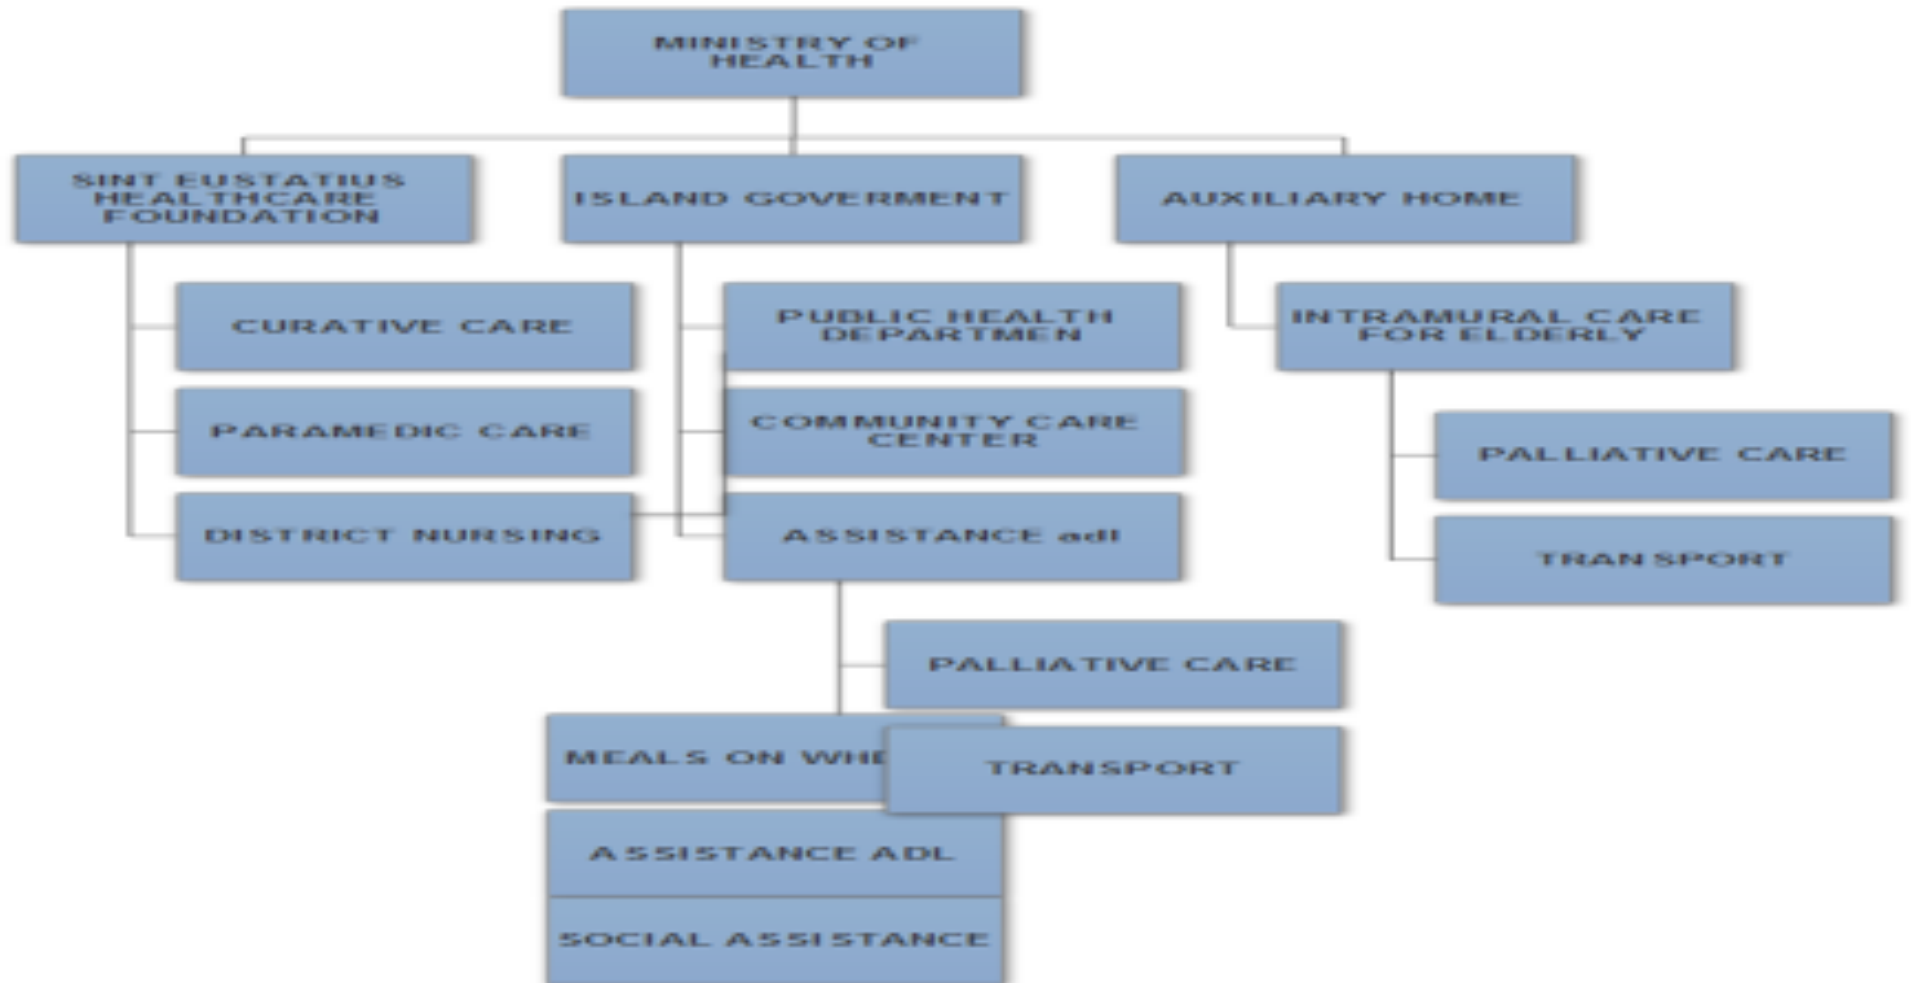 MINISTRY OF
HEALTH
SINT EUSTATIUS
HEALTHCARE
FOUNDATION
ISLAND GOVERMENT
AUXILIARY HOME
CURATIVE CARE
PARAMEDIC CARE
DISTRICT NURSING
PUBLIC HEALTH
DEPARTMEN
COMMUNITY CARE
CENTER
ASSISTANCE adl
INTRAMURAL CARE
FOR ELDERLY
PALLIATIVE CARE
TRANSPORT
PALLIATIVE CARE
MEALS ON
TRANSPORT
ASSISTANCE ADL
SOCIAL ASSISTANCE